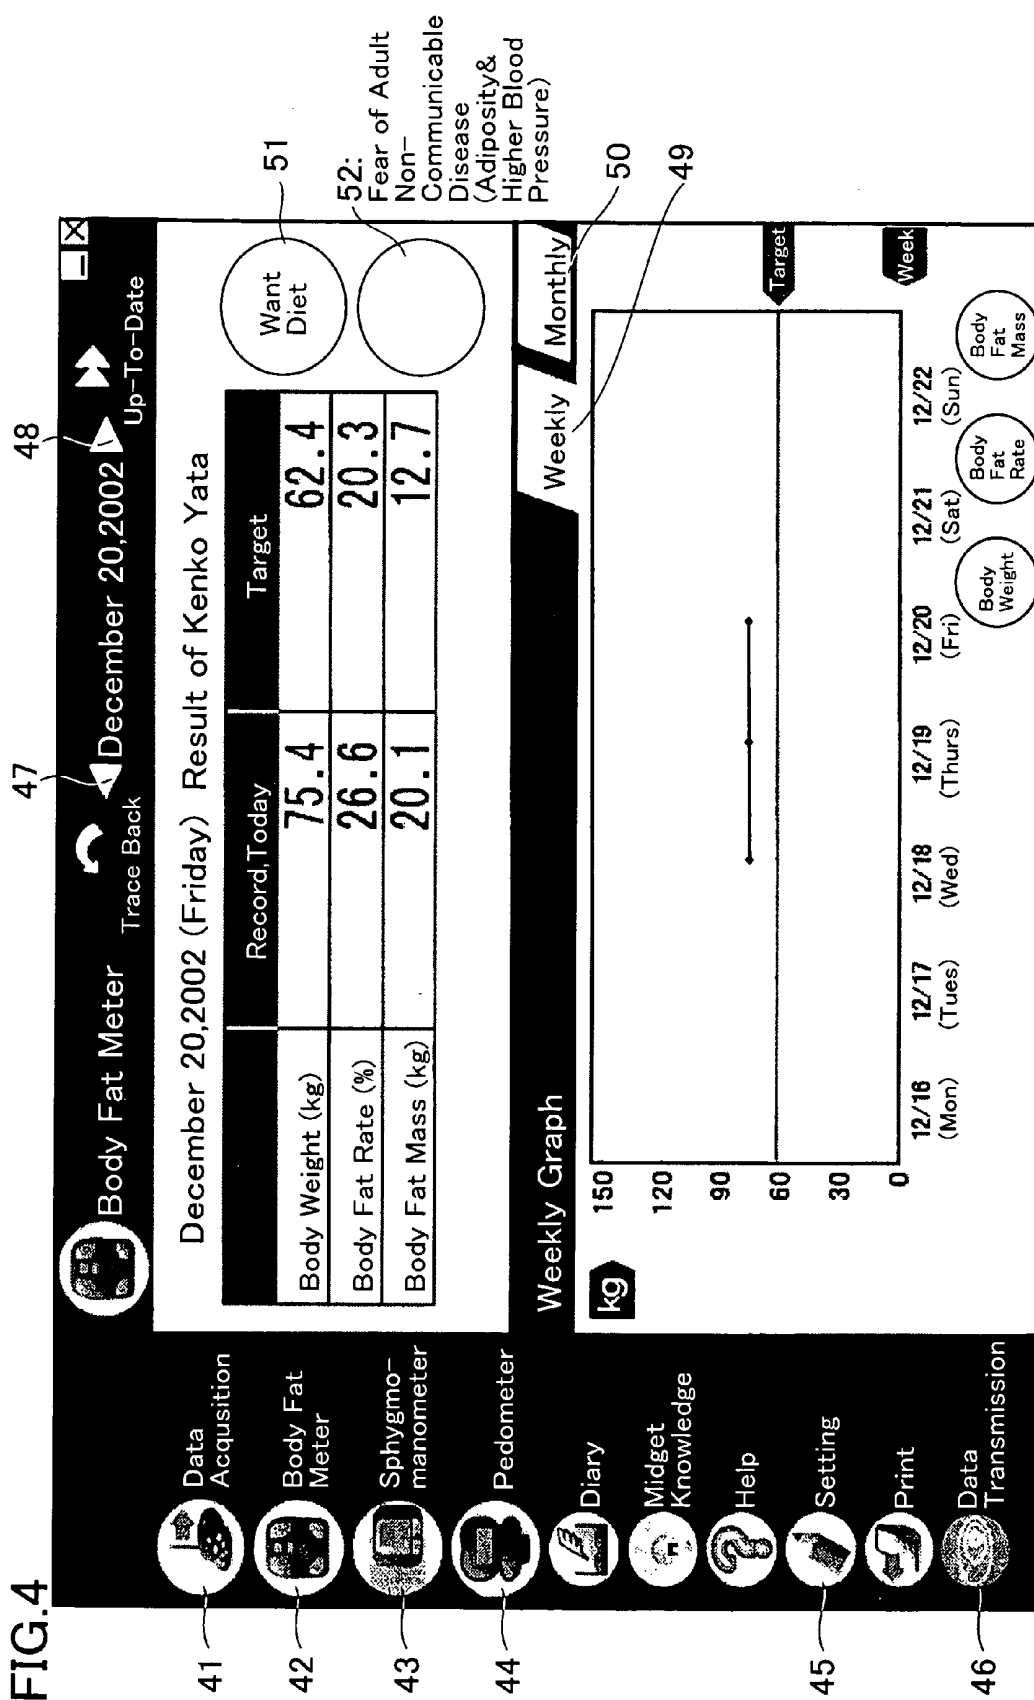 FIG.4
Body Fat Meter
Trace Back
47
December 20,2002
48
Up-To-Date
41
Data
Acqusition
42
Body Fat
Meter
43
Sphygmo-
manometer
44
Pedometer
Diary
Midget
Knowledge
Help
45
Setting
Print
46
Data
Transmission
December 20,2002 (Friday) Result of Kenko Yata
Record,Today Target
Body Weight (kg) 75.4 62.4
Body Fat Rate (%) 26.6 20.3
Body Fat Mass (kg) 20.1 12.7
Want
Diet
51
52:
Fear of Adult
Non-
Communicable
Disease
(Adiposity&
Higher Blood
Pressure)
Weekly Graph
Weekly
Monthly
50
49
kg
150
120
90
60
30
0
Target
Week
12/16 12/17 12/18 12/19 12/20 12/21 12/22
(Mon) (Tues) (Wed) (Thurs) (Fri) (Sat) (Sun)
Body
Weight
Body
Fat
Rate
Body
Fat
Mass